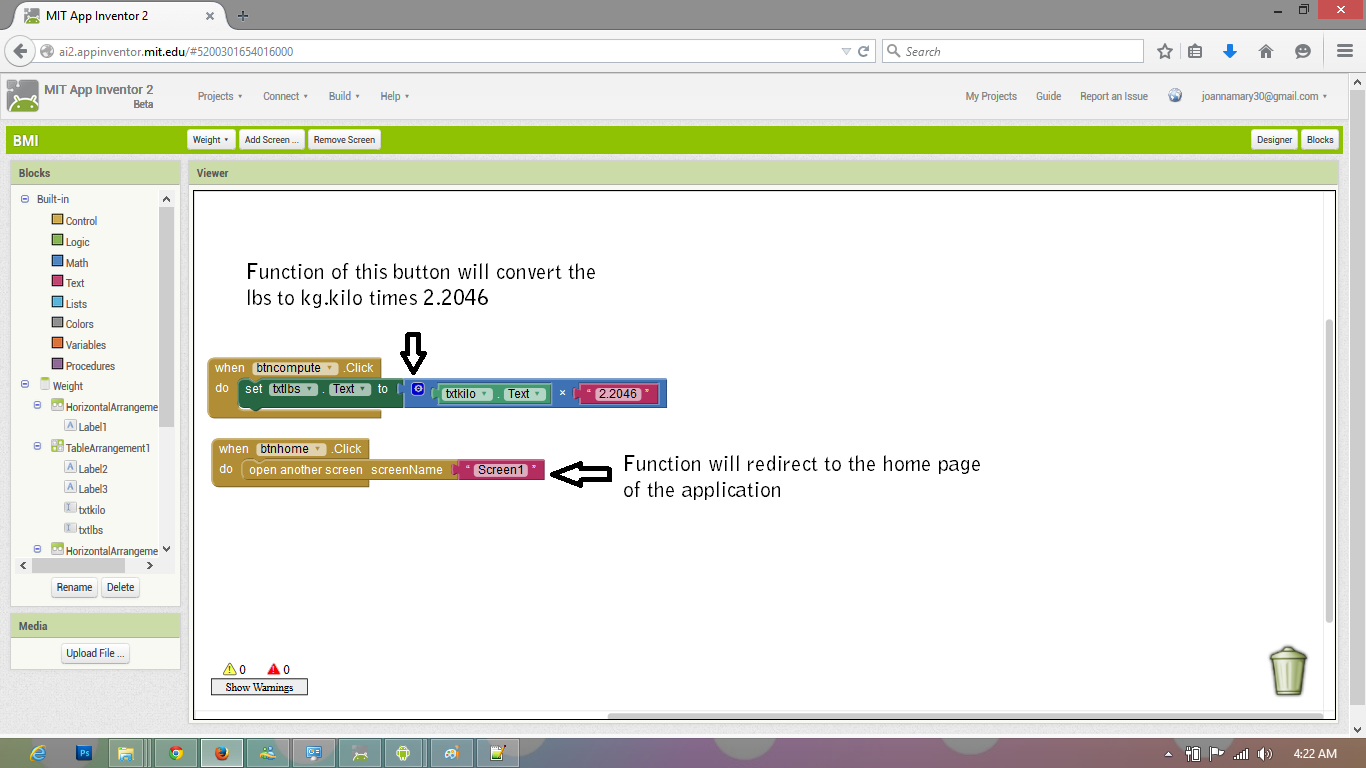 MIT App Inventor 2
ai2.appinventor.mit.edu/#5200301654016000
Search
MIT App Inventor 2
Beta
Projects
Connect
Build
Help
My Projects
Guide
Report an Issue
joannamary30@gmail.com
BMI
Weight
Add Screen ...
Remove Screen
Designer
Blocks
Blocks
Viewer
Built-in
Control
Logic
Math
Text
Lists
Colors
Variables
Procedures
Weight
HorizontalArrangeme
Label1
TableArrangement1
Label2
Label3
txtkilo
txtlbs
HorizontalArrangeme
Rename
Delete
Media
Upload File ...
Function of this button will convert the
lbs to kg.kilo times 2.2046
when btncompute .Click
do set txtlbs . Text to txtkilo . Text × " 2.2046 "
when btnhome .Click
do open another screen screenName " Screen1 "
Function will redirect to the home page
of the application
0
0
Show Warnings
Ps
4:22 AM